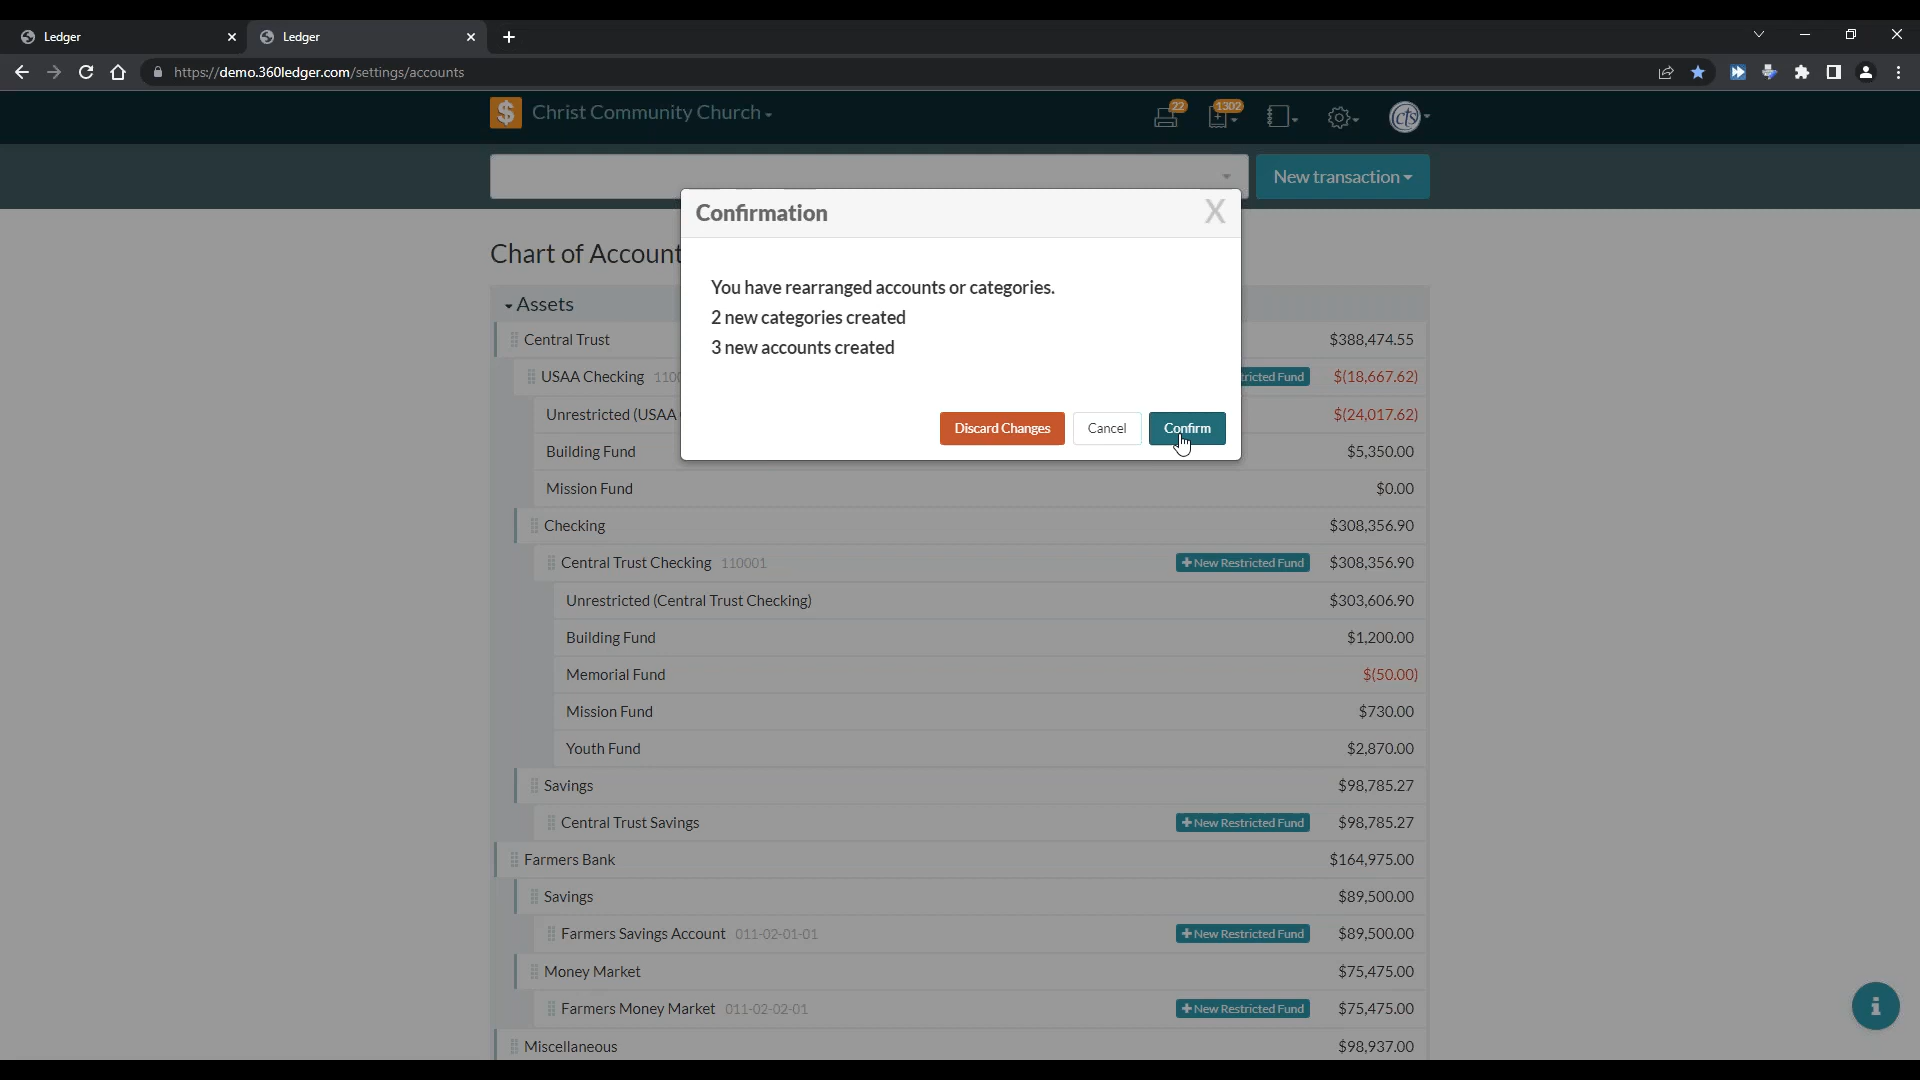 Ledger
Ledger
https://demo.360ledger.com/settings/accounts
$ Christ Community Church
22
1302
cfs
New transaction
Confirmation X
Chart of Account
You have rearranged accounts or categories.
2 new categories created
3 new accounts created
Discard Changes Cancel Confirm
Assets
Central Trust $388,474.55
USAA Checking 1100 tricted Fund $(18,667.62)
Unrestricted (USAA $(24,017.62)
Building Fund $5,350.00
Mission Fund $0.00
Checking $308,356.90
Central Trust Checking 110001 +New Restricted Fund $308,356.90
Unrestricted (Central Trust Checking) $303,606.90
Building Fund $1,200.00
Memorial Fund $(50.00)
Mission Fund $730.00
Youth Fund $2,870.00
Savings $98,785.27
Central Trust Savings +New Restricted Fund $98,785.27
Farmers Bank $164,975.00
Savings $89,500.00
Farmers Savings Account 011-02-01-01 +New Restricted Fund $89,500.00
Money Market $75,475.00
Farmers Money Market 011-02-02-01 +New Restricted Fund $75,475.00
Miscellaneous $98,937.00